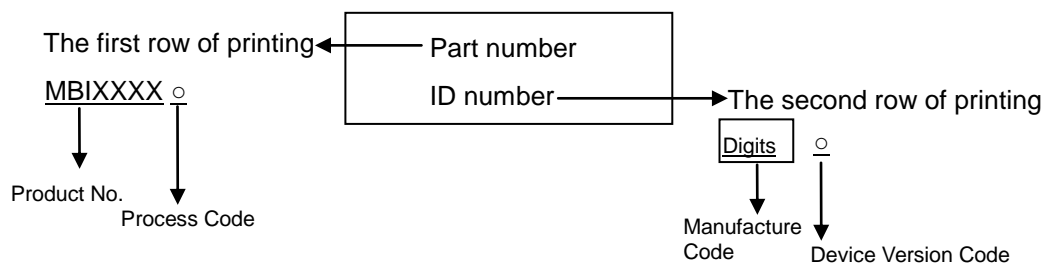 The first row of printing
Part number
MBIXXXX ○
ID number
The second row of printing
Digits ○
Product No.
Process Code
Manufacture
Code
Device Version Code